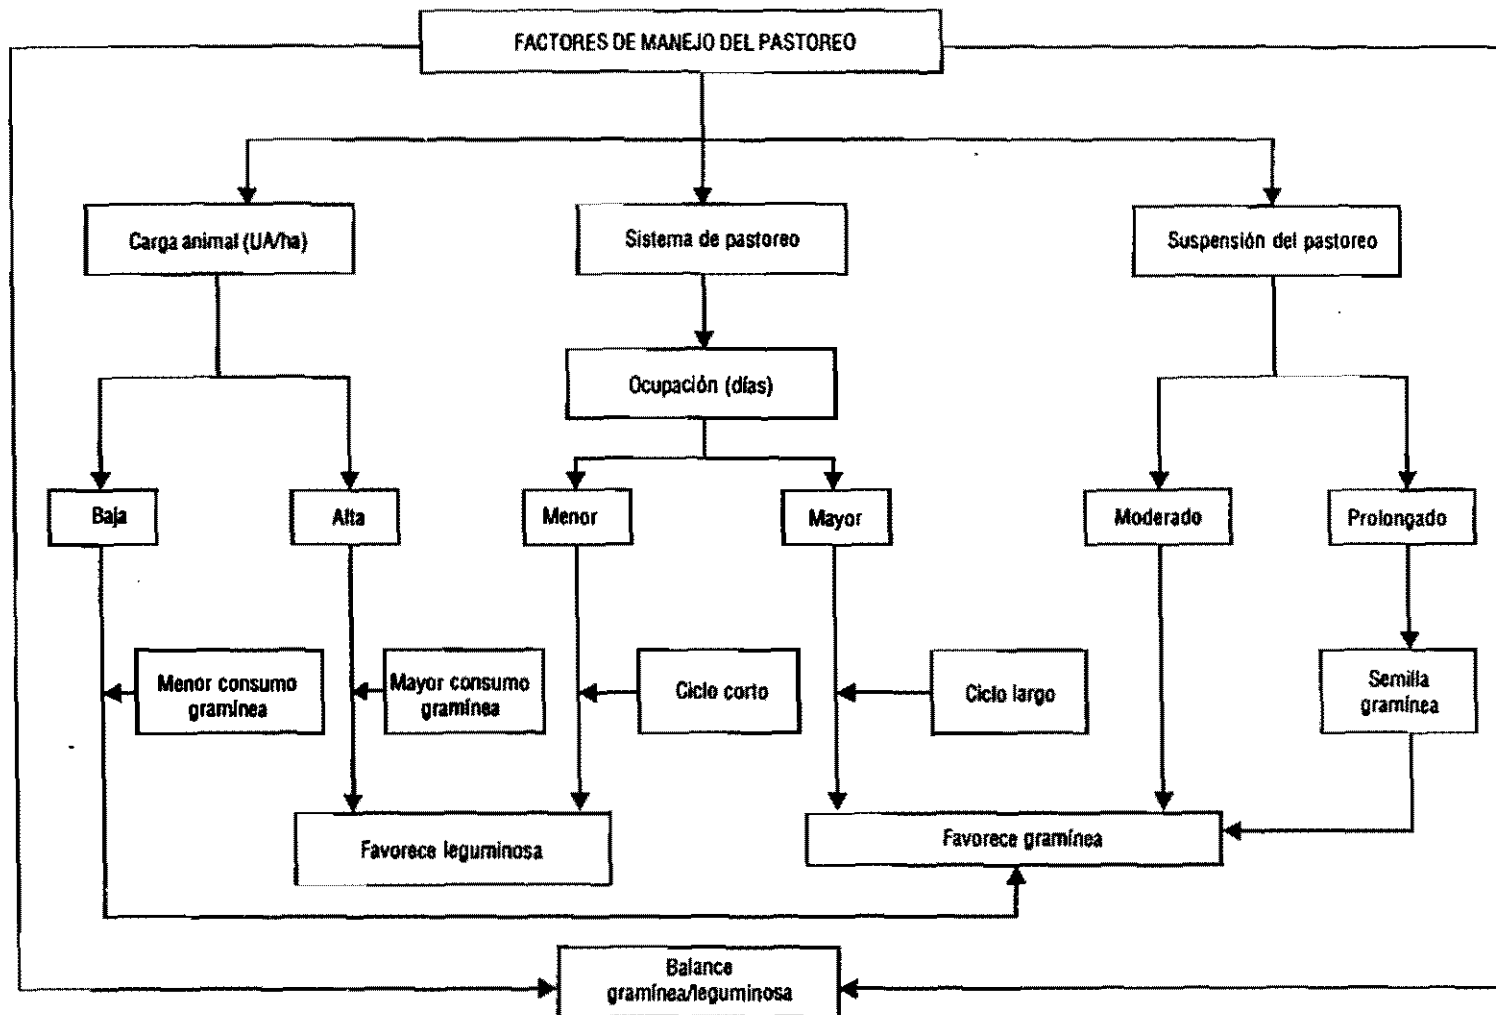 FACTORES DE MANEJO DEL PASTOREO
Carga animal (UA/ha)
Sistema de pastoreo
Suspensión del pastoreo
Ocupación (días)
Baja
Alta
Menor
Mayor
Moderado
Prolongado
Menor consumo
gramínea
Mayor consumo
gramínea
Ciclo corto
Ciclo largo
Semilla
gramínea
Favorece leguminosa
Favorece gramínea
Balance
gramínea/leguminosa